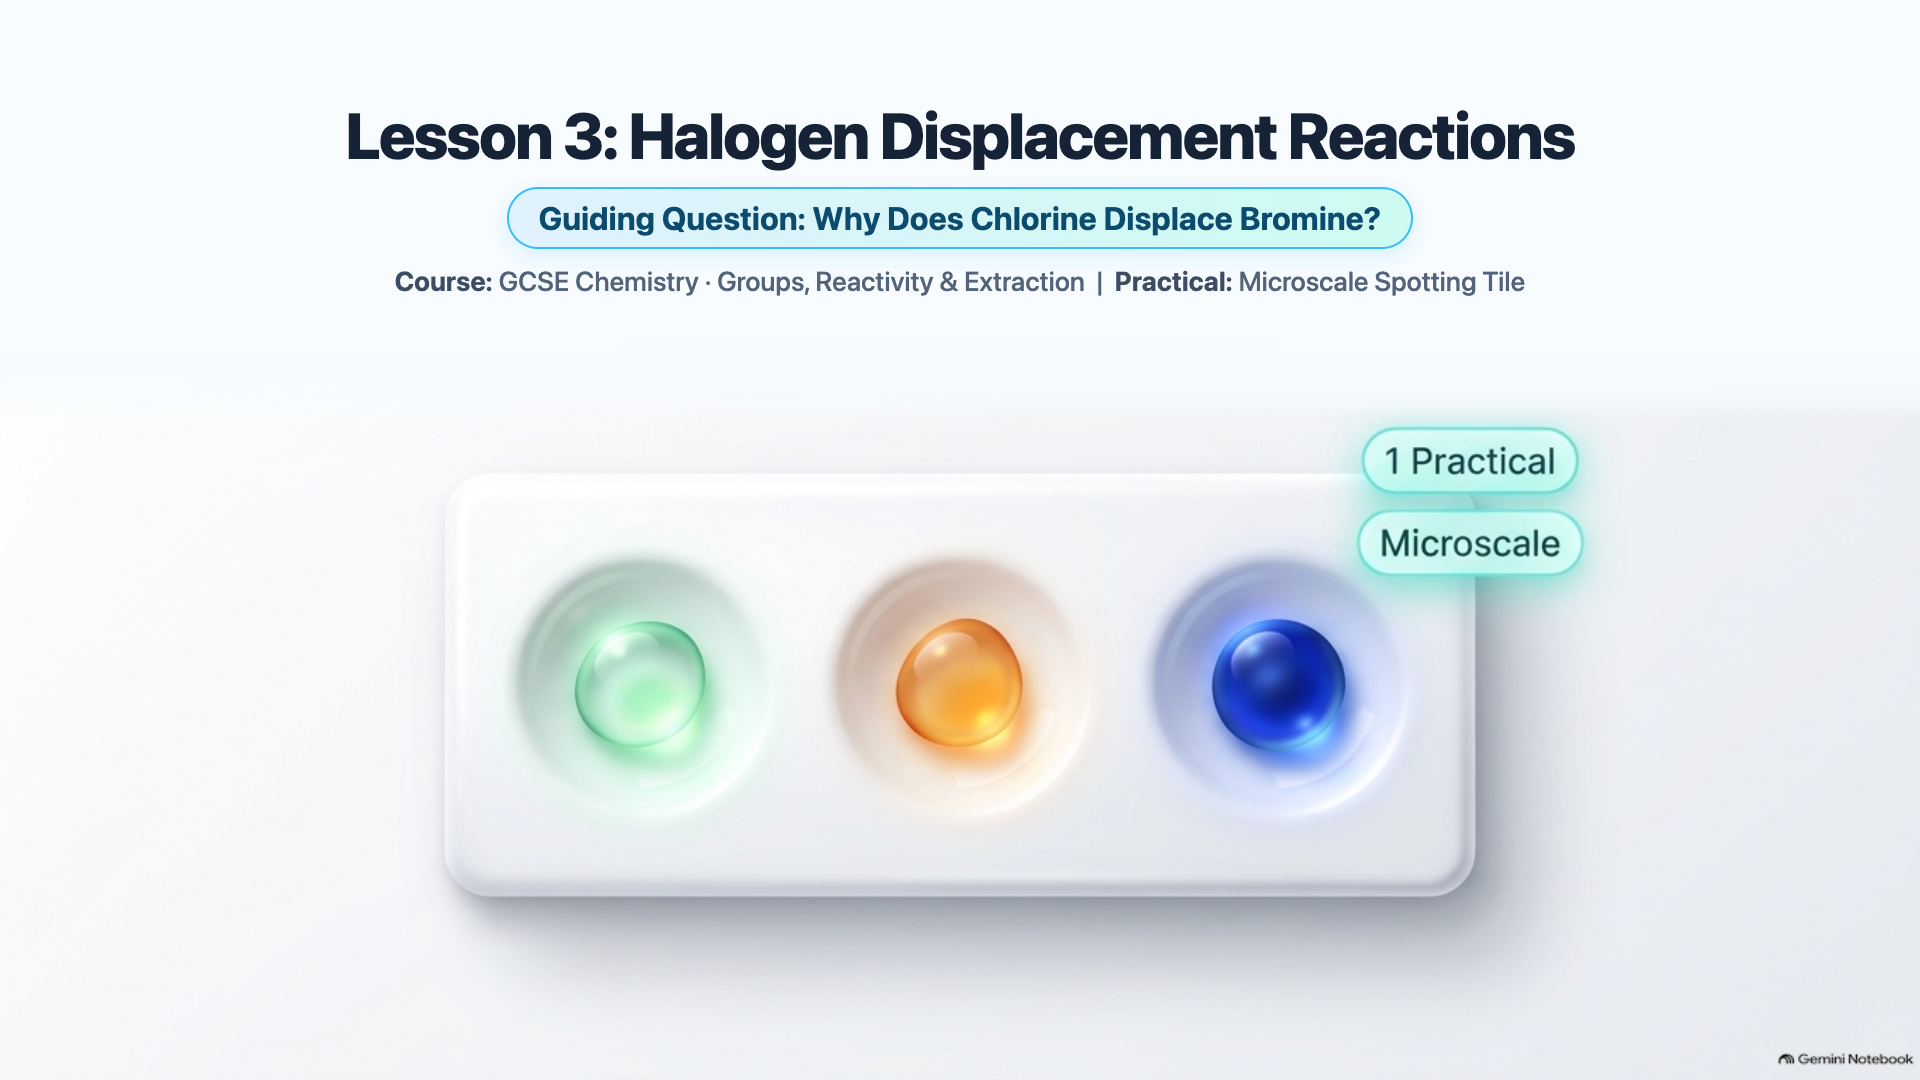 Lesson 3: Halogen Displacement Reactions
Guiding Question: Why Does Chlorine Displace Bromine?
Course: GCSE Chemistry · Groups, Reactivity & Extraction | Practical: Microscale Spotting Tile
1 Practical
Microscale
Gemini Notebook